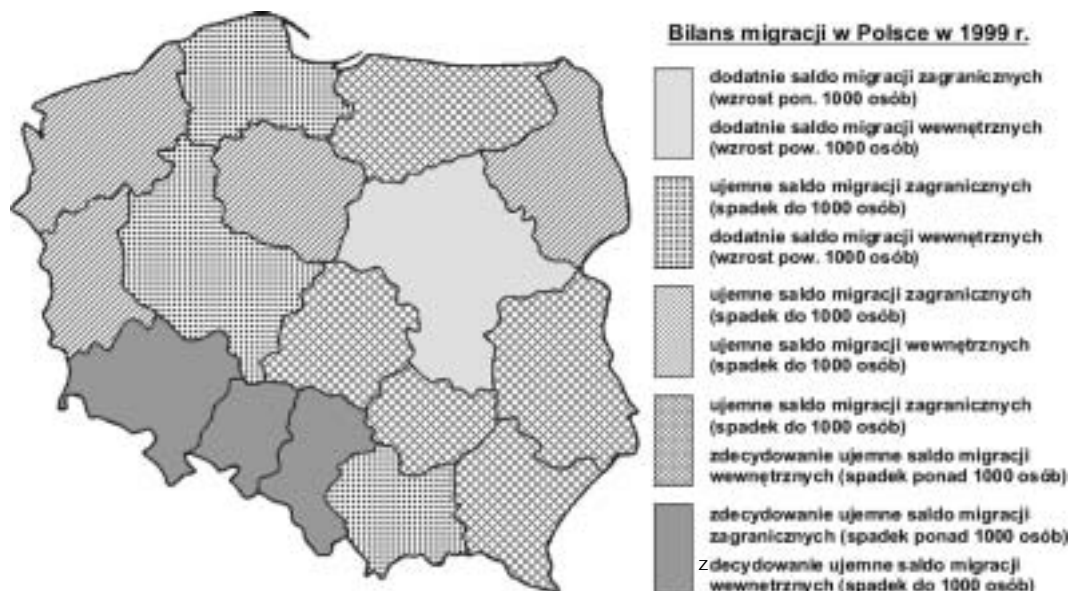 Bilans migracji w Polsce w 1999 r.
dodatnie saldo migracji zagranicznych
(wzrost pon. 1000 osób)
dodatnie saldo migracji wewnętrznych
(wzrost pow. 1000 osób)
ujemne saldo migracji zagranicznych
(spadek do 1000 osób)
dodatnie saldo migracji wewnętrznych
(wzrost pow. 1000 osób)
ujemne saldo migracji zagranicznych
(spadek do 1000 osób)
ujemne saldo migracji wewnętrznych
(spadek do 1000 osób)
ujemne saldo migracji zagranicznych
(spadek do 1000 osób)
zdecydowanie ujemne saldo migracji
wewnętrznych (spadek ponad 1000 osób)
zdecydowanie ujemne saldo migracji
zagranicznych (spadek ponad 1000 osób)
zdecydowanie ujemne saldo migracji
wewnętrznych (spadek do 1000 osób)